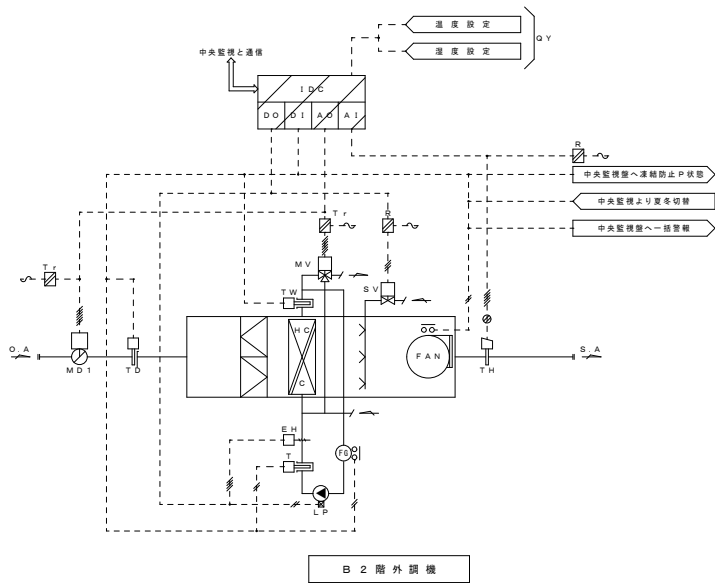 温度設定
QY
湿度設定
中央監視と通信
IDC
DO DI AO AI
R
中央監視盤へ凍結防止P状態
中央監視より夏冬切替
中央監視盤へ一括警報
Tr
R
MV
Tr
SV
TW
HC
O.A
MD1
TD
FAN
TH
S.A
C
EH
FG
T
LP
B2階外調機